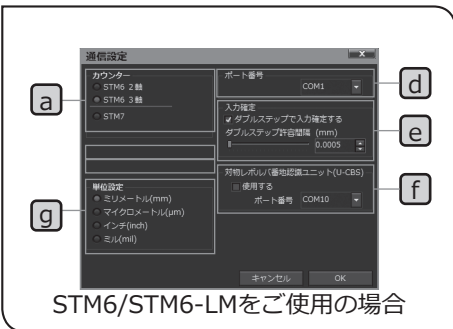 通信設定
カウンター
STM6 2軸
STM6 3軸
STM7
ポート番号
COM1
入力確定
ダブルステップで入力確定する
ダブルステップ許容間隔 (mm)
0.0005
対物レボルバ番地認識ユニット(U-CBS)
使用する
ポート番号 COM10
単位設定
ミリメートル(mm)
マイクロメートル(μm)
インチ(inch)
ミル(mil)
キャンセル OK
a
g
d
e
f
STM6/STM6-LMをご使用の場合